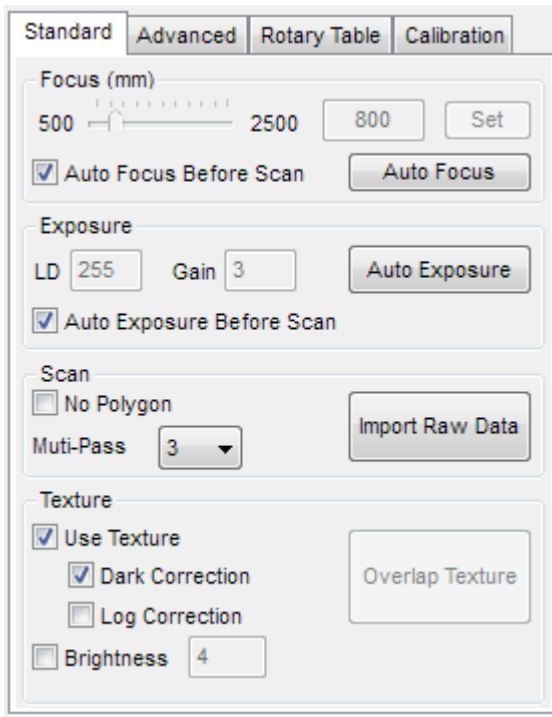 Standard Advanced Rotary Table Calibration
Focus (mm)
500 2500 800 Set
Auto Focus Before Scan Auto Focus
Exposure
LD 255 Gain 3 Auto Exposure
Auto Exposure Before Scan
Scan
No Polygon
Import Raw Data
Muti-Pass 3
Texture
Use Texture
Dark Correction Overlap Texture
Log Correction
Brightness 4